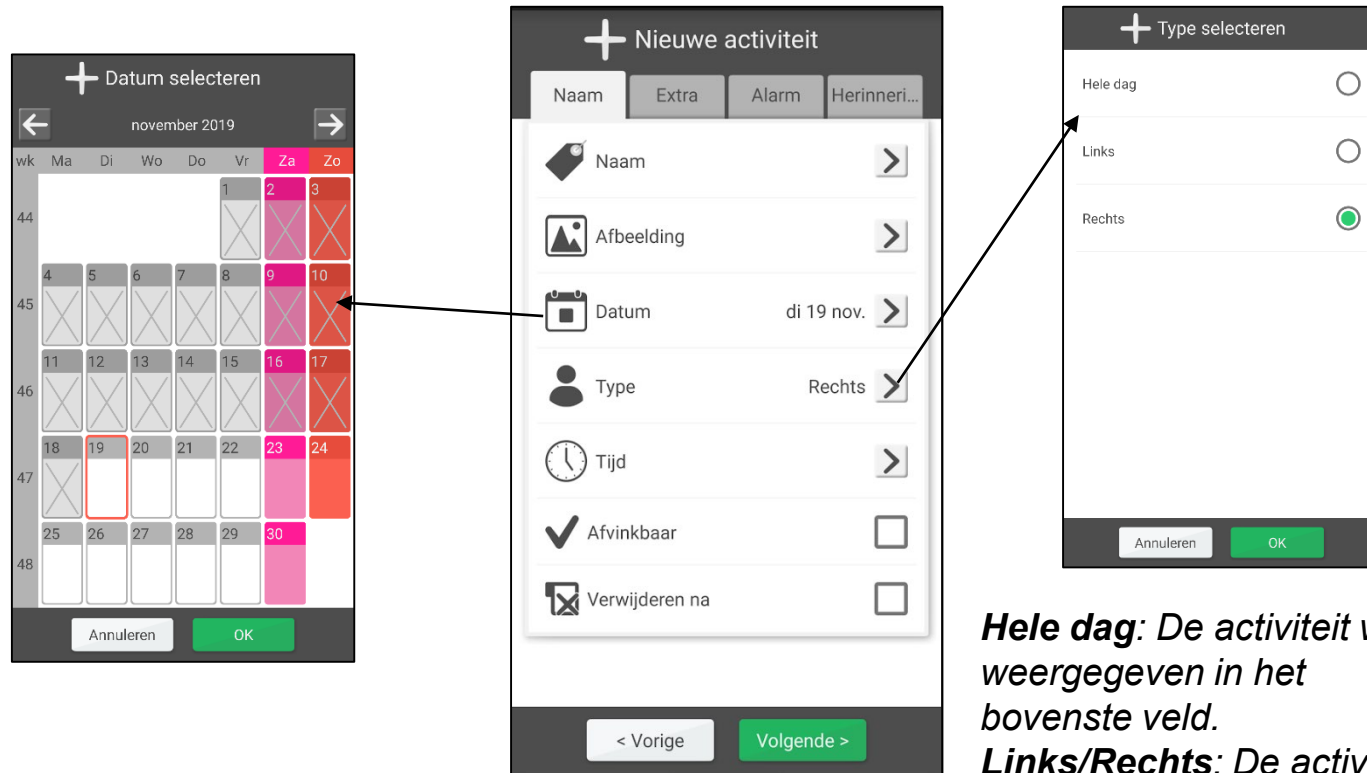 Datum selecteren
november 2019
wk Ma Di Wo Do Vr Za Zo
44 1 2 3
45 4 5 6 7 8 9 10
46 11 12 13 14 15 16 17
47 18 19 20 21 22 23 24
48 25 26 27 28 29 30
Annuleren OK
Nieuwe activiteit
Naam Extra Alarm Herinneri...
Naam
Afbeelding
Datum di 19 nov.
Type Rechts
Tijd
Afvinkbaar
Verwijderen na
< Vorige Volgende >
Type selecteren
Hele dag
Links
Rechts
Annuleren OK
Hele dag: De activiteit
weergegeven in het
bovenste veld.
Links/Rechts: De